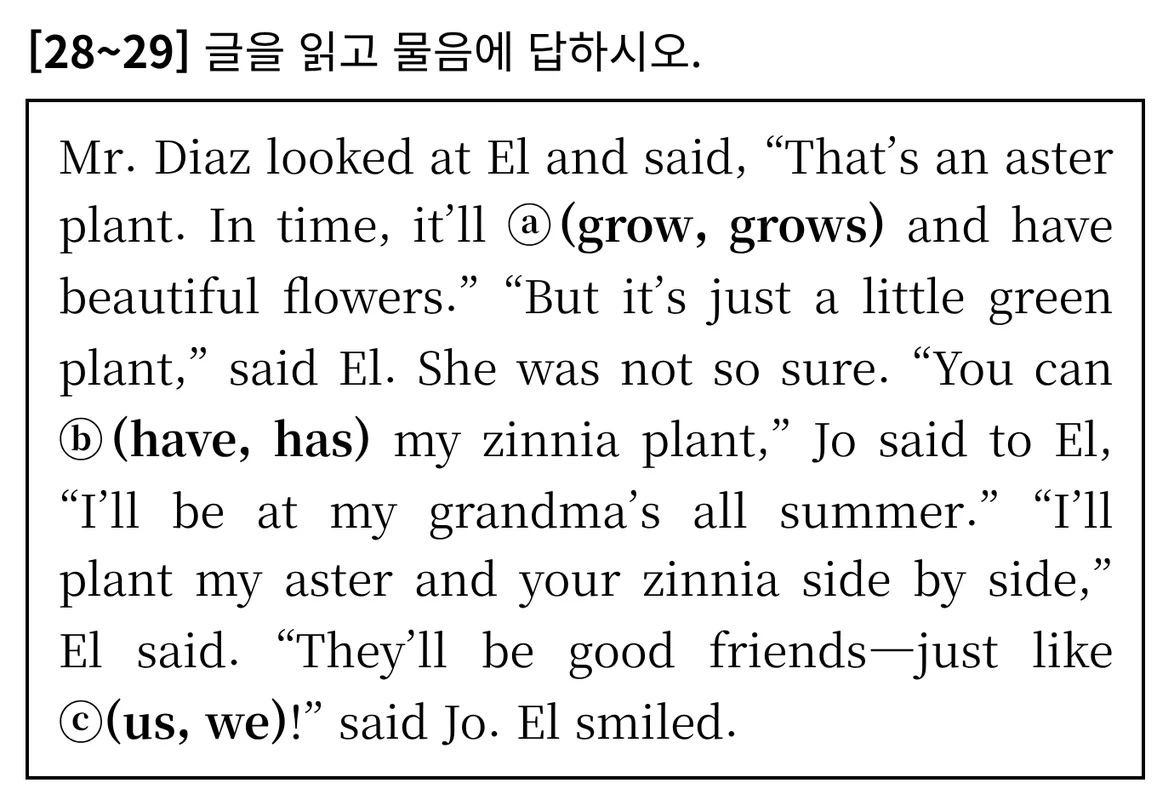 [28~29] 글을 읽고 물음에 답하시오.
Mr. Diaz looked at El and said, “That’s an aster
plant. In time, it’ll ⓐ(grow, grows) and have
beautiful flowers.” “But it’s just a little green
plant,” said El. She was not so sure. “You can
ⓑ(have, has) my zinnia plant,” Jo said to El,
“I’ll be at my grandma’s all summer.” “I’ll
plant my aster and your zinnia side by side,”
El said. “They’ll be good friends—just like
ⓒ(us, we)!” said Jo. El smiled.